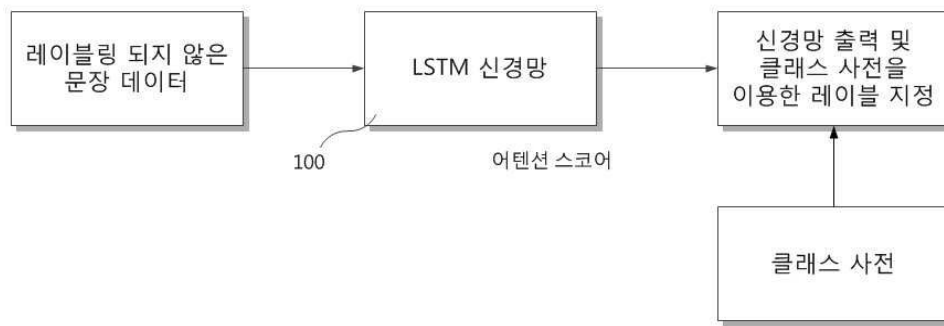 레이블링 되지 않은
문장 데이터
LSTM 신경망
신경망 출력 및
클래스 사전을
이용한 레이블 지정
100
어텐션 스코어
클래스 사전